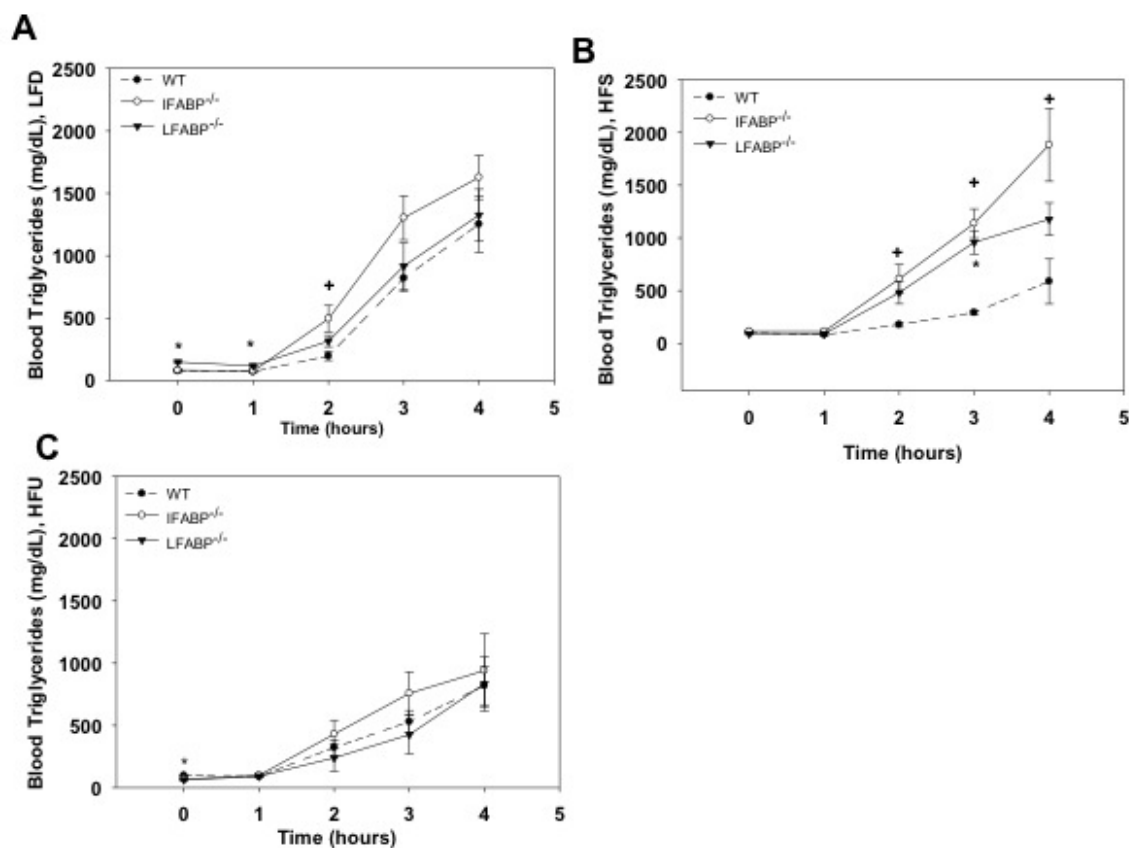 A
Blood Triglycerides (mg/dL), LFD
2500
2000
1500
1000
500
0
WT
IFABP-/-
LFABP-/-
*
*
+
0 1 2 3 4 5
Time (hours)
B
Blood Triglycerides (mg/dL), HFS
2500
2000
1500
1000
500
0
WT
IFABP-/-
LFABP-/-
+
+
+
*
0 1 2 3 4 5
Time (hours)
C
Blood Triglycerides (mg/dL), HFU
2500
2000
1500
1000
500
0
WT
IFABP-/-
LFABP-/-
*
0 1 2 3 4 5
Time (hours)